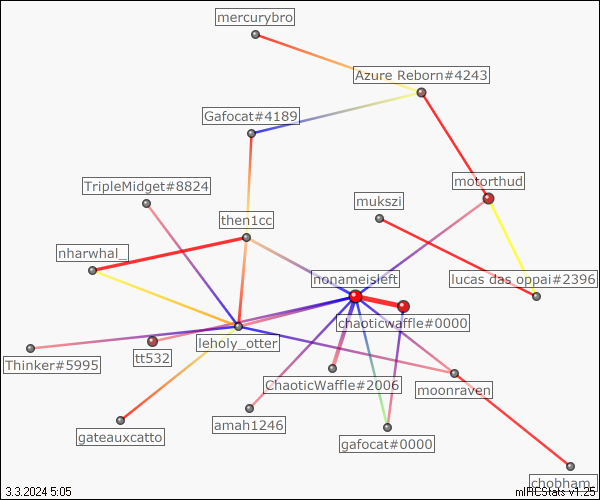 mercurybro
Azure Reborn#4243
Gafocat#4189
motorthud
TripleMidget#8824
mukszi
then1cc
nharwhal_
nonameisleft
lucas das oppai#2396
chaoticwaffle#0000
leholy_otter
tt532
Thinker#5995
ChaoticWaffle#2006
moonraven
amah1246
gateauxcatto
gafocat#0000
chobham_
3.3.2024 5:05
mIRCStats v1.25